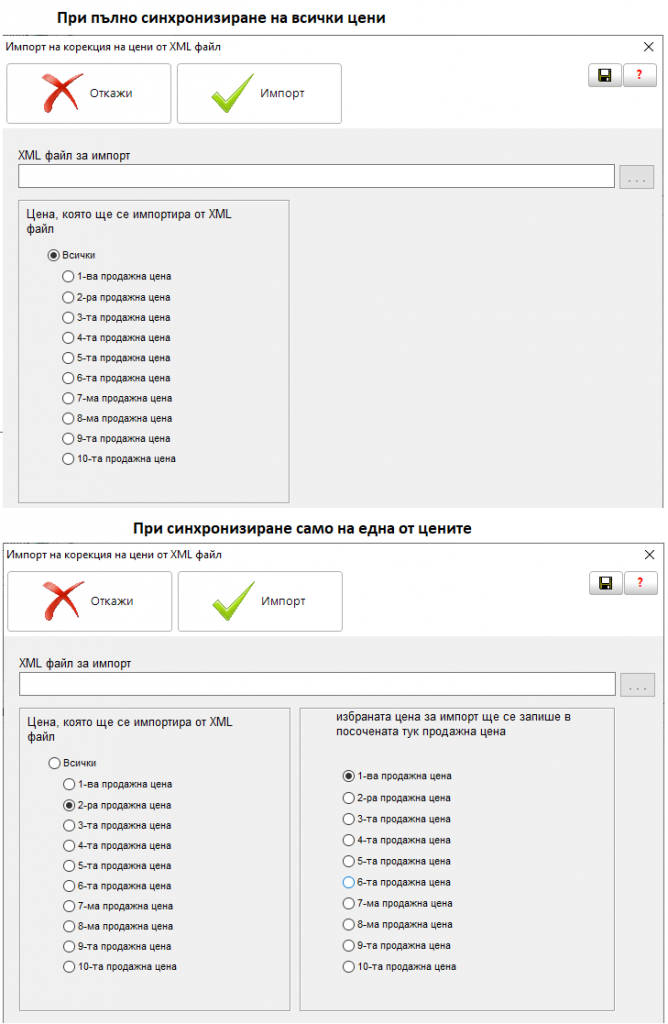 При пълно синхронизиране на всички цени
Импорт на корекция на цени от XML файл
Откажи
Импорт
?
XML файл за импорт
...
Цена, която ще се импортира от XML
файл
Всички
1-ва продажна цена
2-ра продажна цена
3-та продажна цена
4-та продажна цена
5-та продажна цена
6-та продажна цена
7-ма продажна цена
8-ма продажна цена
9-та продажна цена
10-та продажна цена
При синхронизиране само на една от цените
Импорт на корекция на цени от XML файл
Откажи
Импорт
?
XML файл за импорт
...
Цена, която ще се импортира от XML
файл
Всички
1-ва продажна цена
2-ра продажна цена
3-та продажна цена
4-та продажна цена
5-та продажна цена
6-та продажна цена
7-ма продажна цена
8-ма продажна цена
9-та продажна цена
10-та продажна цена
избраната цена за импорт ще се запише в
посочената тук продажна цена
1-ва продажна цена
2-ра продажна цена
3-та продажна цена
4-та продажна цена
5-та продажна цена
6-та продажна цена
7-ма продажна цена
8-ма продажна цена
9-та продажна цена
10-та продажна цена